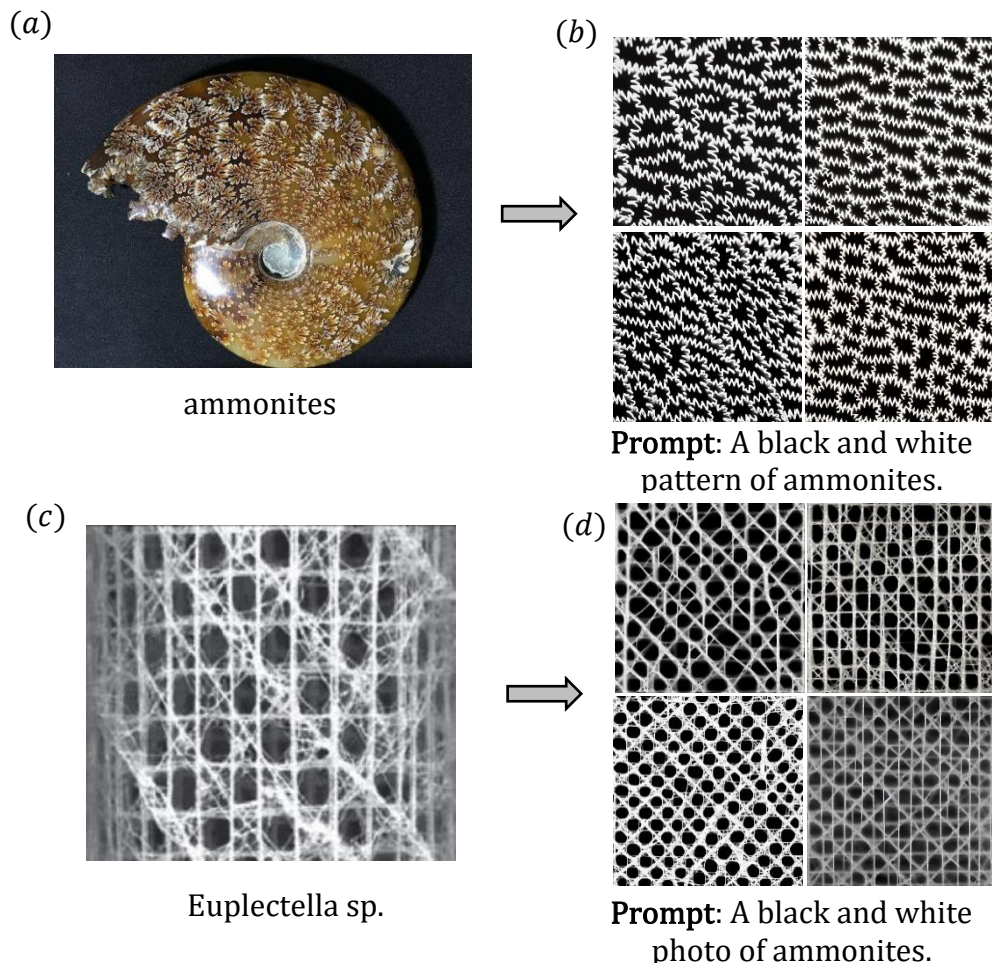 (a)
(b)
ammonites
Prompt: A black and white
pattern of ammonites.
(c)
(d)
Euplectella sp.
Prompt: A black and white
photo of ammonites.